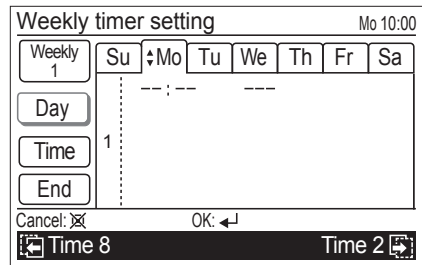 Weekly timer setting Mo 10:00
Weekly 1
Su Mo Tu We Th Fr Sa
--:-- ---
Day
Time
1
End
Cancel: OK:
Time 8 Time 2